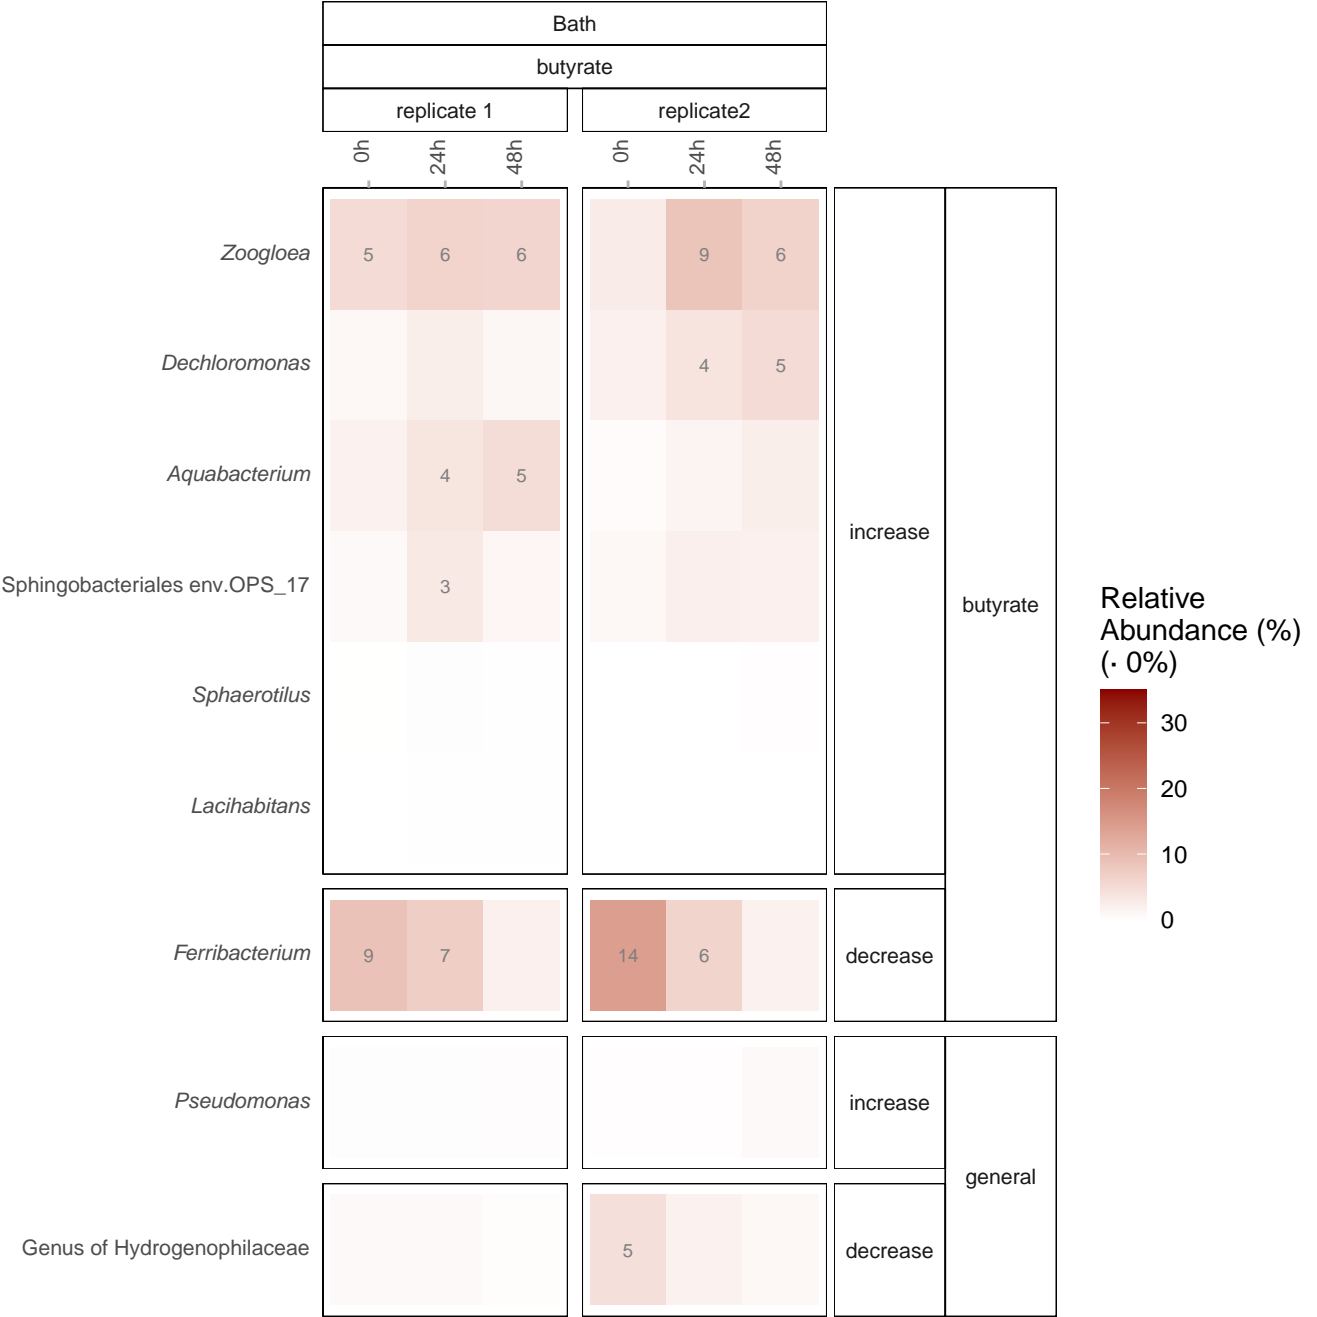 Bath
butyrate
replicate 1 replicate2
0h 24h 48h 0h 24h 48h
Zoogloea 5 6 6 9 6
Dechloromonas 4 5
Aquabacterium 4 5
increase
Sphingobacteriales env.OPS_17 3
butyrate
Sphaerotilus
Lacihabitans
Ferribacterium 9 7 14 6 decrease
Pseudomonas increase
general
Genus of Hydrogenophilaceae 5 decrease
Relative
Abundance (%)
(· 0%)
30
20
10
0